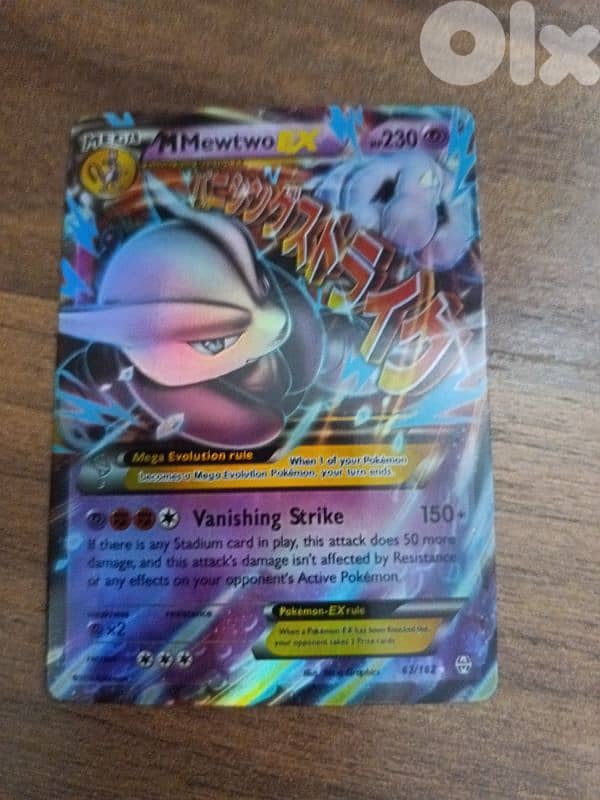 Olx
MEGA
M Mewtwo EX
HP230
バニシングストライク
Mega Evolution rule
When 1 of your Pokémon
becomes a Mega Evolution Pokémon, your turn ends.
Vanishing Strike 150+
If there is any Stadium card in play, this attack does 50 more
damage, and this attack's damage isn't affected by Resistance
or any effects on your opponent's Active Pokémon.
weakness resistance
×2
Pokémon-EX rule
When a Pokémon-EX has been Knocked Out,
your opponent takes 2 Prize cards.
63/162